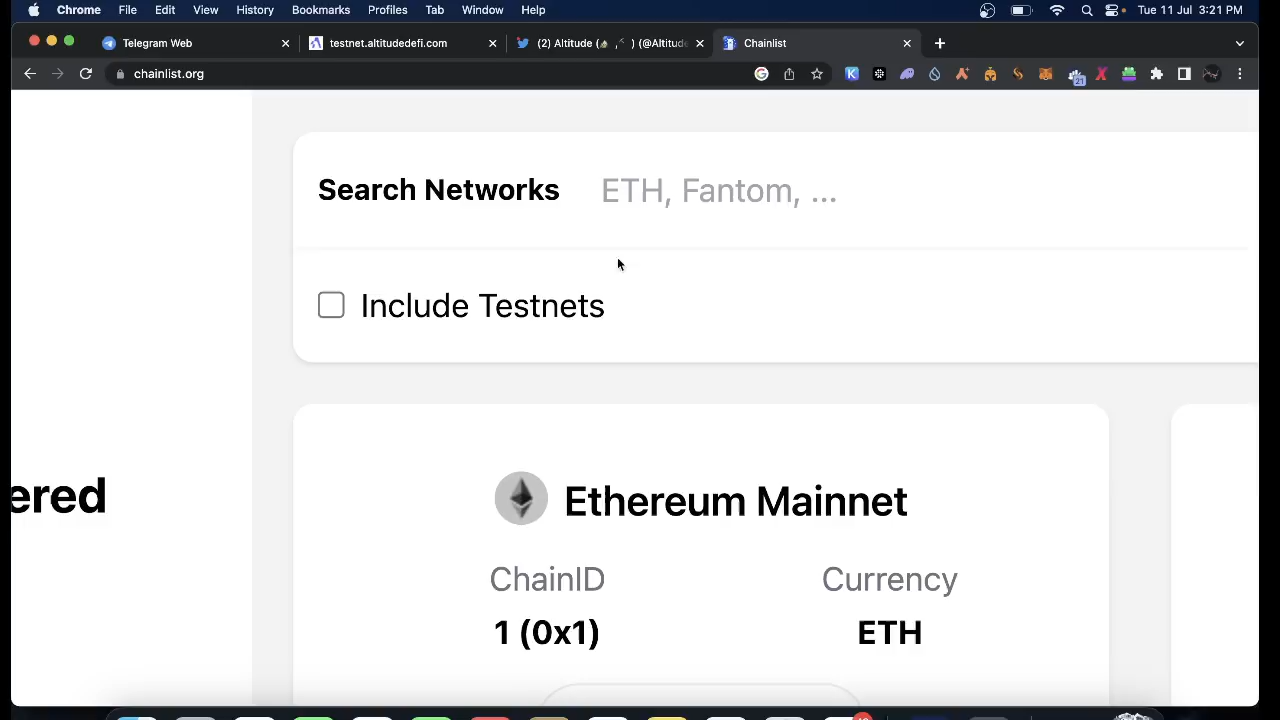 Chrome File Edit View History Bookmarks Profiles Tab Window Help Tue 11 Jul 3:21 PM
Telegram Web testnet.altitudedefi.com (2) Altitude ( ) (@Altitude Chainlist
chainlist.org
21
Search Networks ETH, Fantom, ...
Include Testnets
ered
Ethereum Mainnet
ChainID Currency
1 (0x1) ETH